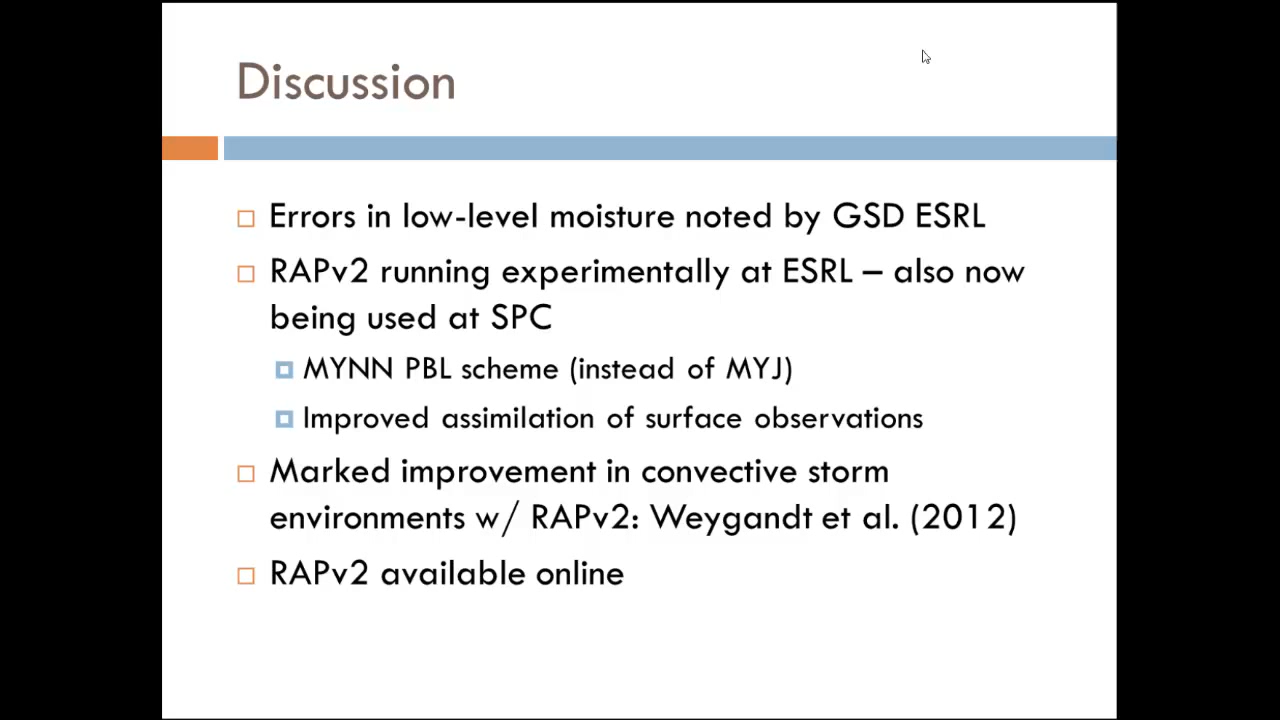 Discussion
Errors in low-level moisture noted by GSD ESRL
RAPv2 running experimentally at ESRL – also now
being used at SPC
MYNN PBL scheme (instead of MYJ)
Improved assimilation of surface observations
Marked improvement in convective storm
environments w/ RAPv2: Weygandt et al. (2012)
RAPv2 available online